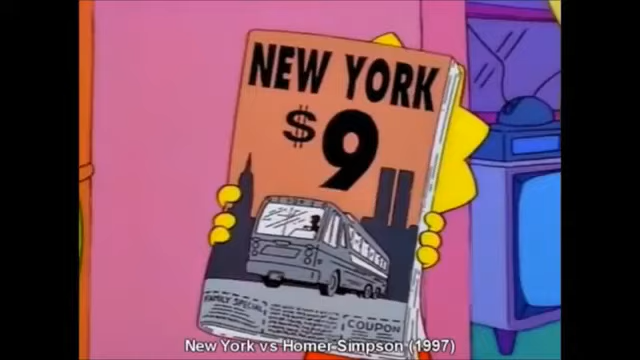 NEW YORK
$9
FAMILY SPECIAL
COUPON
New York vs Homer Simpson (1997)